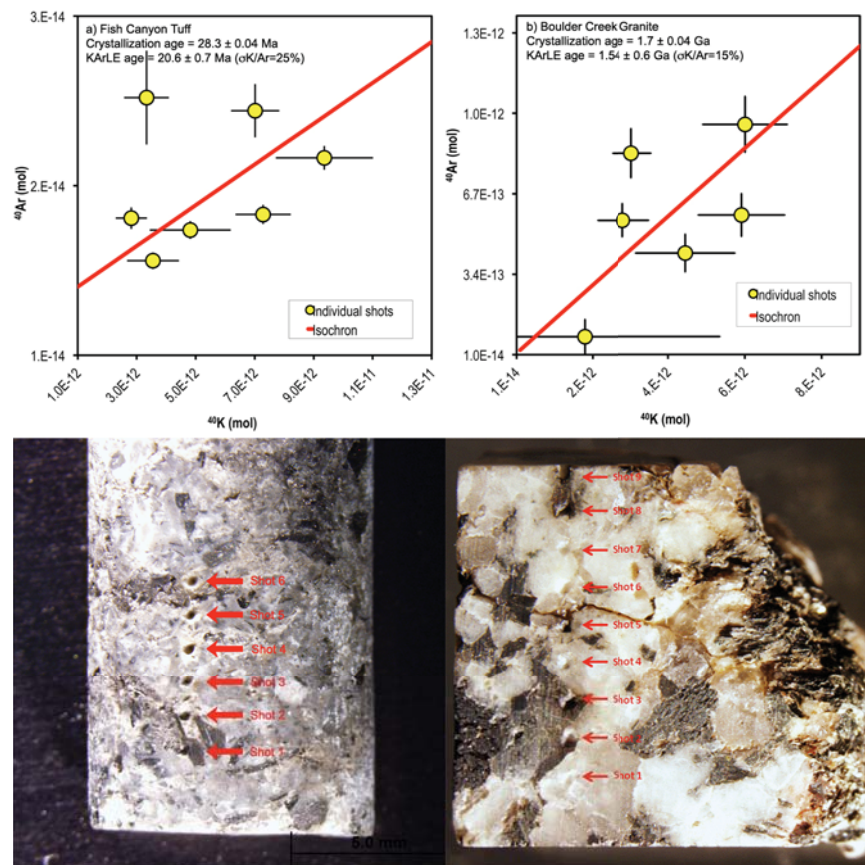 a) Fish Canyon Tuff
Crystallization age = 28.3 ± 0.04 Ma
KArLE age = 20.6 ± 0.7 Ma (σK/Ar=25%)
3.E-14
2.E-14
1.E-14
⁴⁰Ar (mol)
Individual shots
Isochron
1.0E-12
3.0E-12
5.0E-12
7.0E-12
9.0E-12
1.1E-11
1.3E-11
⁴⁰K (mol)
b) Boulder Creek Granite
Crystallization age = 1.7 ± 0.04 Ga
KArLE age = 1.54 ± 0.6 Ga (σK/Ar=15%)
1.3E-12
1.0E-12
6.7E-13
3.4E-13
1.0E-14
⁴⁰Ar (mol)
Individual shots
Isochron
1.E-14
2.E-12
4.E-12
6.E-12
8.E-12
⁴⁰K (mol)
Shot 6
Shot 5
Shot 4
Shot 3
Shot 2
Shot 1
5.0 mm
Shot 9
Shot 8
Shot 7
Shot 6
Shot 5
Shot 4
Shot 3
Shot 2
Shot 1